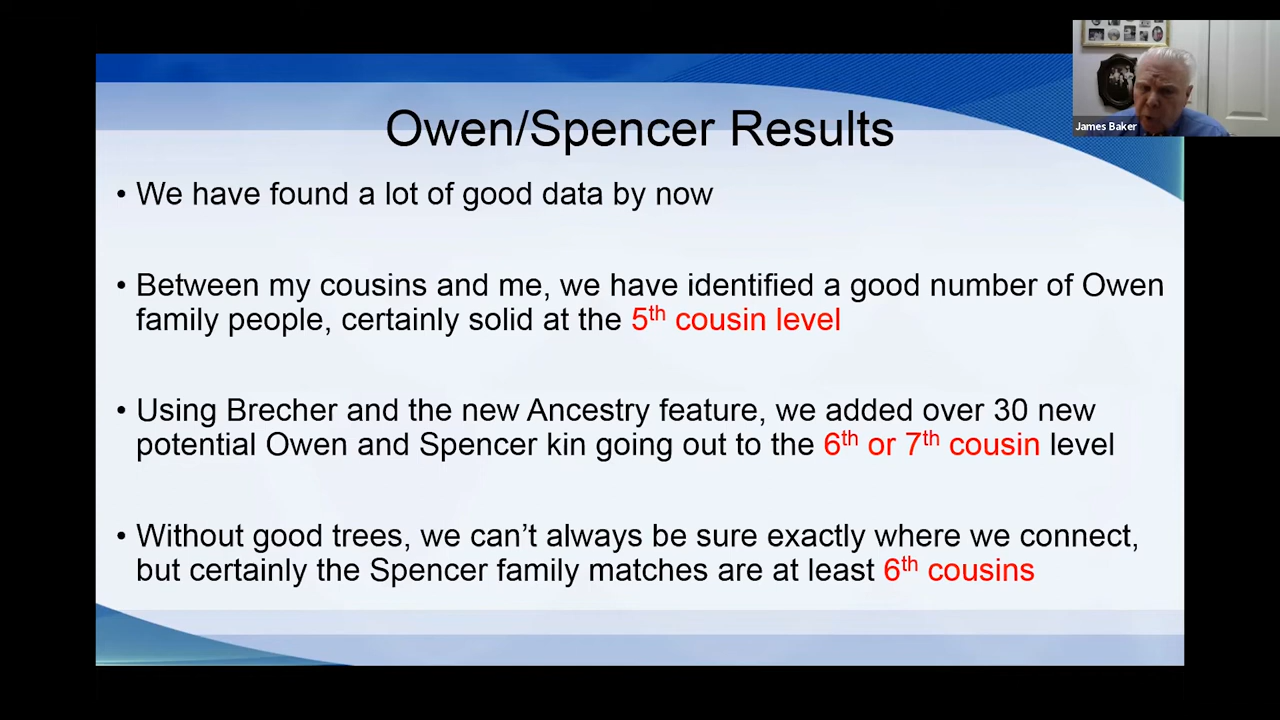 Owen/Spencer Results
• We have found a lot of good data by now
• Between my cousins and me, we have identified a good number of Owen
family people, certainly solid at the 5th cousin level
• Using Brecher and the new Ancestry feature, we added over 30 new
potential Owen and Spencer kin going out to the 6th or 7th cousin level
• Without good trees, we can’t always be sure exactly where we connect,
but certainly the Spencer family matches are at least 6th cousins
James Baker